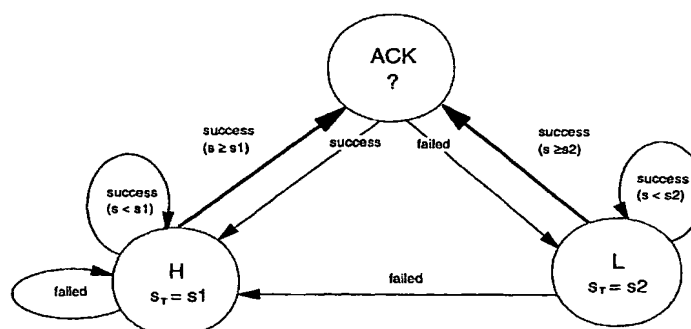 ACK
?
success
(s ≥ s1)
success
failed
success
(s ≥s2)
success
(s < s1)
success
(s < s2)
H
s_T = s1
failed
failed
L
s_T = s2